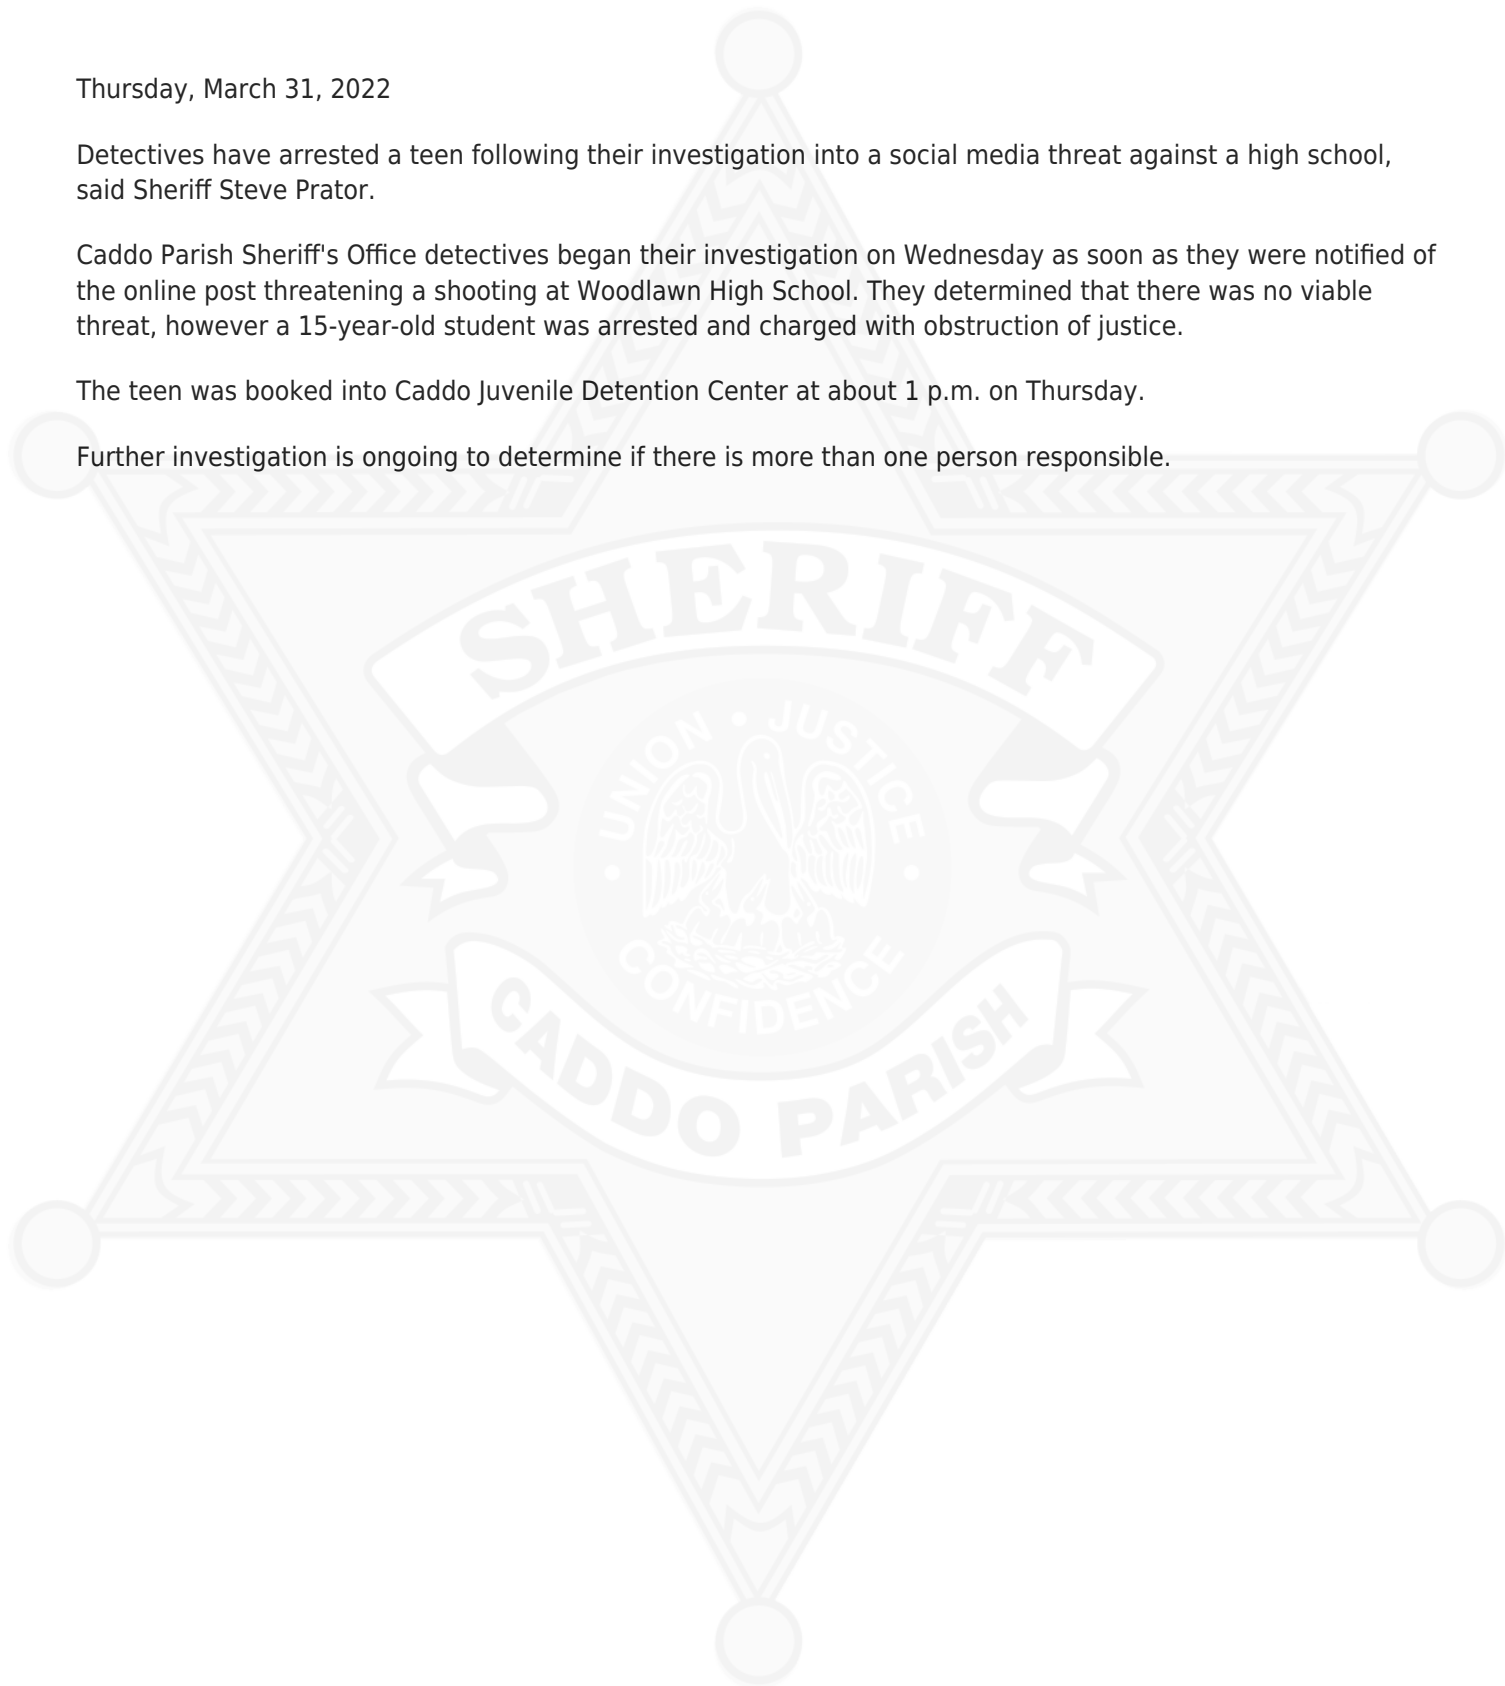 Thursday, March 31, 2022
Detectives have arrested a teen following their investigation into a social media threat against a high school,
said Sheriff Steve Prator.
Caddo Parish Sheriff's Office detectives began their investigation on Wednesday as soon as they were notified of
the online post threatening a shooting at Woodlawn High School. They determined that there was no viable
threat, however a 15-year-old student was arrested and charged with obstruction of justice.
The teen was booked into Caddo Juvenile Detention Center at about 1 p.m. on Thursday.
Further investigation is ongoing to determine if there is more than one person responsible.
SHERIFF
UNION • JUSTICE
• CONFIDENCE •
CADDO PARISH